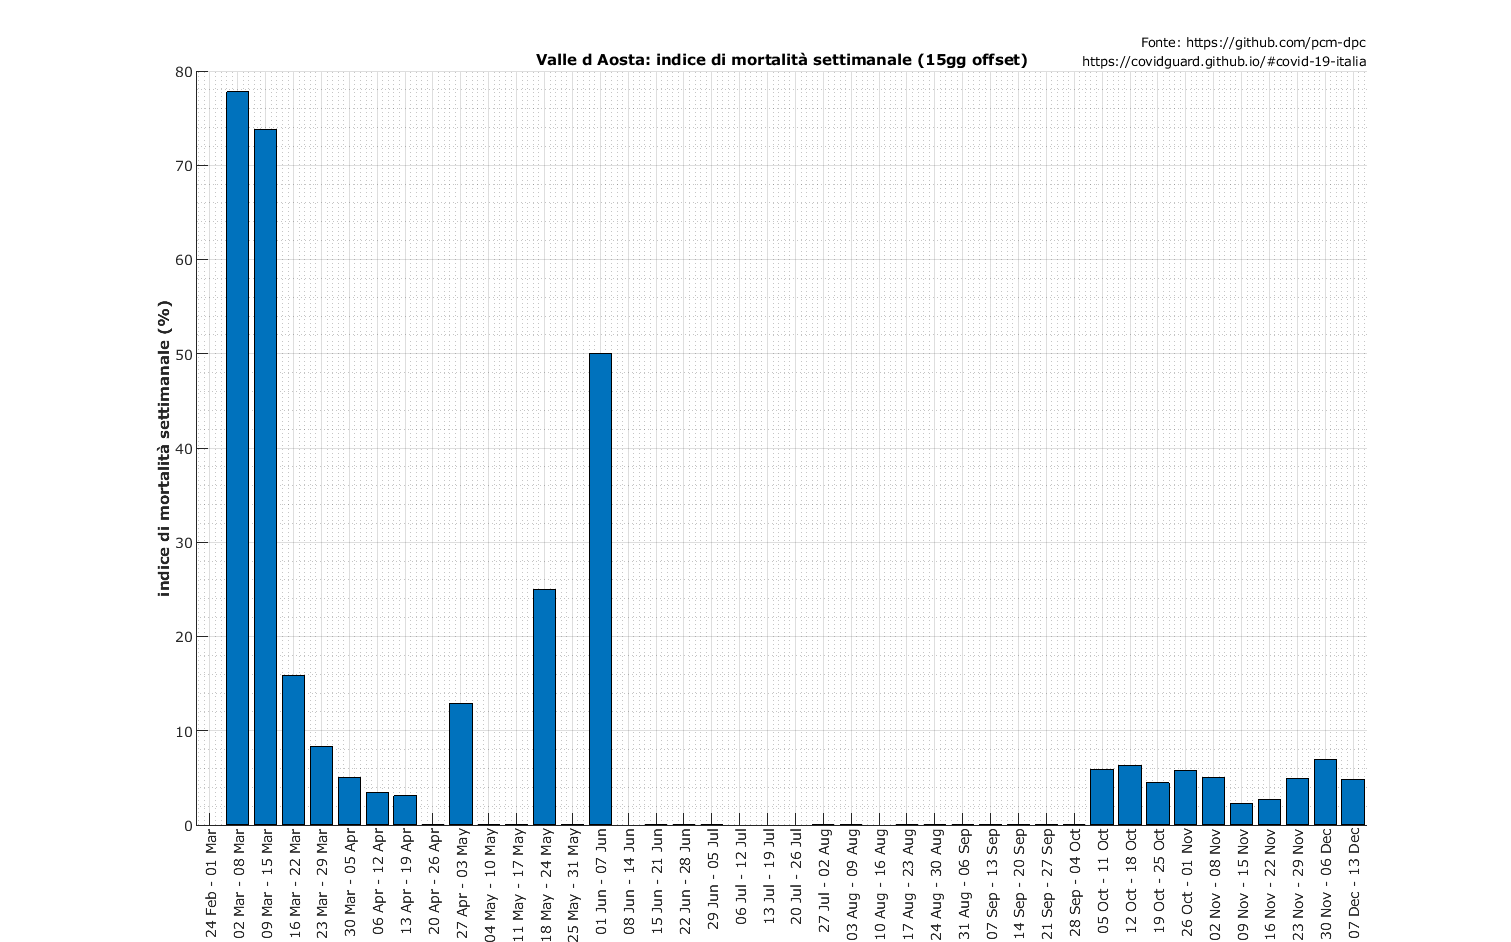 Fonte: https://github.com/pcm-dpc
Valle d Aosta: indice di mortalità settimanale (15gg offset)
https://covidguard.github.io/#covid-19-italia
indice di mortalità settimanale (%)
80
70
60
50
40
30
20
10
0
24 Feb - 01 Mar
02 Mar - 08 Mar
09 Mar - 15 Mar
16 Mar - 22 Mar
23 Mar - 29 Mar
30 Mar - 05 Apr
06 Apr - 12 Apr
13 Apr - 19 Apr
20 Apr - 26 Apr
27 Apr - 03 May
04 May - 10 May
11 May - 17 May
18 May - 24 May
25 May - 31 May
01 Jun - 07 Jun
08 Jun - 14 Jun
15 Jun - 21 Jun
22 Jun - 28 Jun
29 Jun - 05 Jul
06 Jul - 12 Jul
13 Jul - 19 Jul
20 Jul - 26 Jul
27 Jul - 02 Aug
03 Aug - 09 Aug
10 Aug - 16 Aug
17 Aug - 23 Aug
24 Aug - 30 Aug
31 Aug - 06 Sep
07 Sep - 13 Sep
14 Sep - 20 Sep
21 Sep - 27 Sep
28 Sep - 04 Oct
05 Oct - 11 Oct
12 Oct - 18 Oct
19 Oct - 25 Oct
26 Oct - 01 Nov
02 Nov - 08 Nov
09 Nov - 15 Nov
16 Nov - 22 Nov
23 Nov - 29 Nov
30 Nov - 06 Dec
07 Dec - 13 Dec